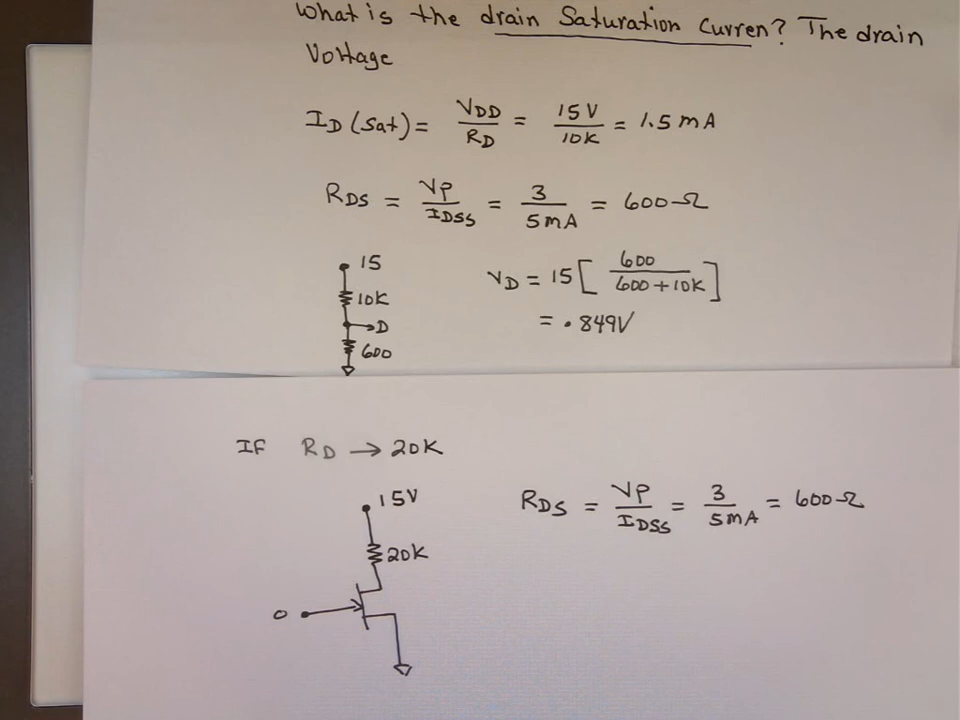 What is the drain Saturation Curren? The drain
Voltage
ID (sat) = VDD/RD = 15V/10K = 1.5 mA
RDS = VP/IDSS = 3/5mA = 600Ω
15
10K
D
600
VD = 15 [600/600+10K]
= .849V
IF RD → 20K
15V
20K
0
RDS = VP/IDSS = 3/5mA = 600Ω